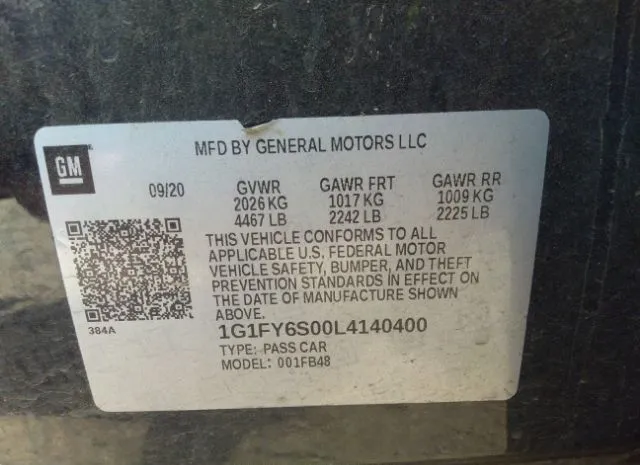 GM
MFD BY GENERAL MOTORS LLC
09/20 GVWR GAWR FRT GAWR RR
2026 KG 1017 KG 1009 KG
4467 LB 2242 LB 2225 LB
THIS VEHICLE CONFORMS TO ALL
APPLICABLE U.S. FEDERAL MOTOR
VEHICLE SAFETY, BUMPER, AND THEFT
PREVENTION STANDARDS IN EFFECT ON
THE DATE OF MANUFACTURE SHOWN
ABOVE.
384A
1G1FY6S00L4140400
TYPE: PASS CAR
MODEL: 001FB48